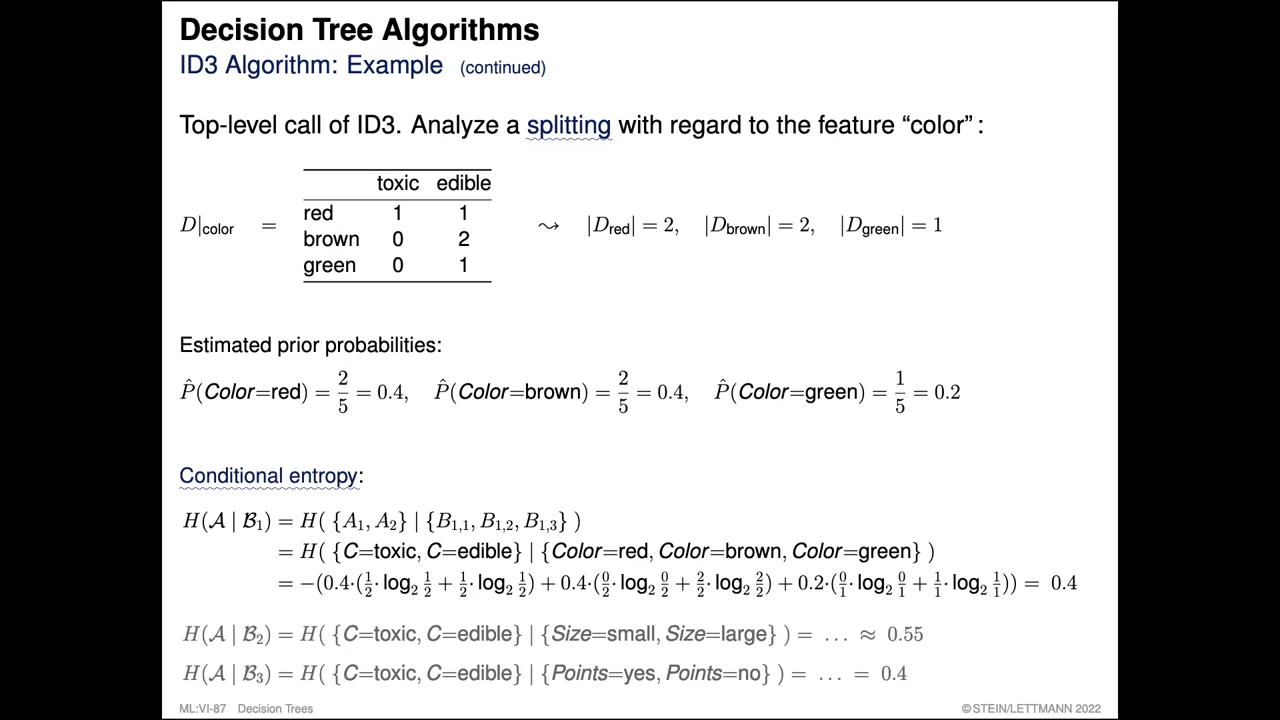 Decision Tree Algorithms
ID3 Algorithm: Example (continued)
Top-level call of ID3. Analyze a splitting with regard to the feature “color”:
toxic edible
red 1 1
D|color = brown 0 2 ⤳ |Dred| = 2, |Dbrown| = 2, |Dgreen| = 1
green 0 1
Estimated prior probabilities:
P̂(Color=red) = 2/5 = 0.4, P̂(Color=brown) = 2/5 = 0.4, P̂(Color=green) = 1/5 = 0.2
Conditional entropy:
H(𝒜 | ℬ₁) = H( {A₁, A₂} | {B₁,₁, B₁,₂, B₁,₃} )
= H( {C=toxic, C=edible} | {Color=red, Color=brown, Color=green} )
= −(0.4·(1/2· log₂ 1/2 + 1/2· log₂ 1/2) + 0.4·(0/2· log₂ 0/2 + 2/2· log₂ 2/2) + 0.2·(0/1· log₂ 0/1 + 1/1· log₂ 1/1)) = 0.4
H(𝒜 | ℬ₂) = H( {C=toxic, C=edible} | {Size=small, Size=large} ) = … ≈ 0.55
H(𝒜 | ℬ₃) = H( {C=toxic, C=edible} | {Points=yes, Points=no} ) = … = 0.4
ML:VI-87 Decision Trees ©STEIN/LETTMANN 2022